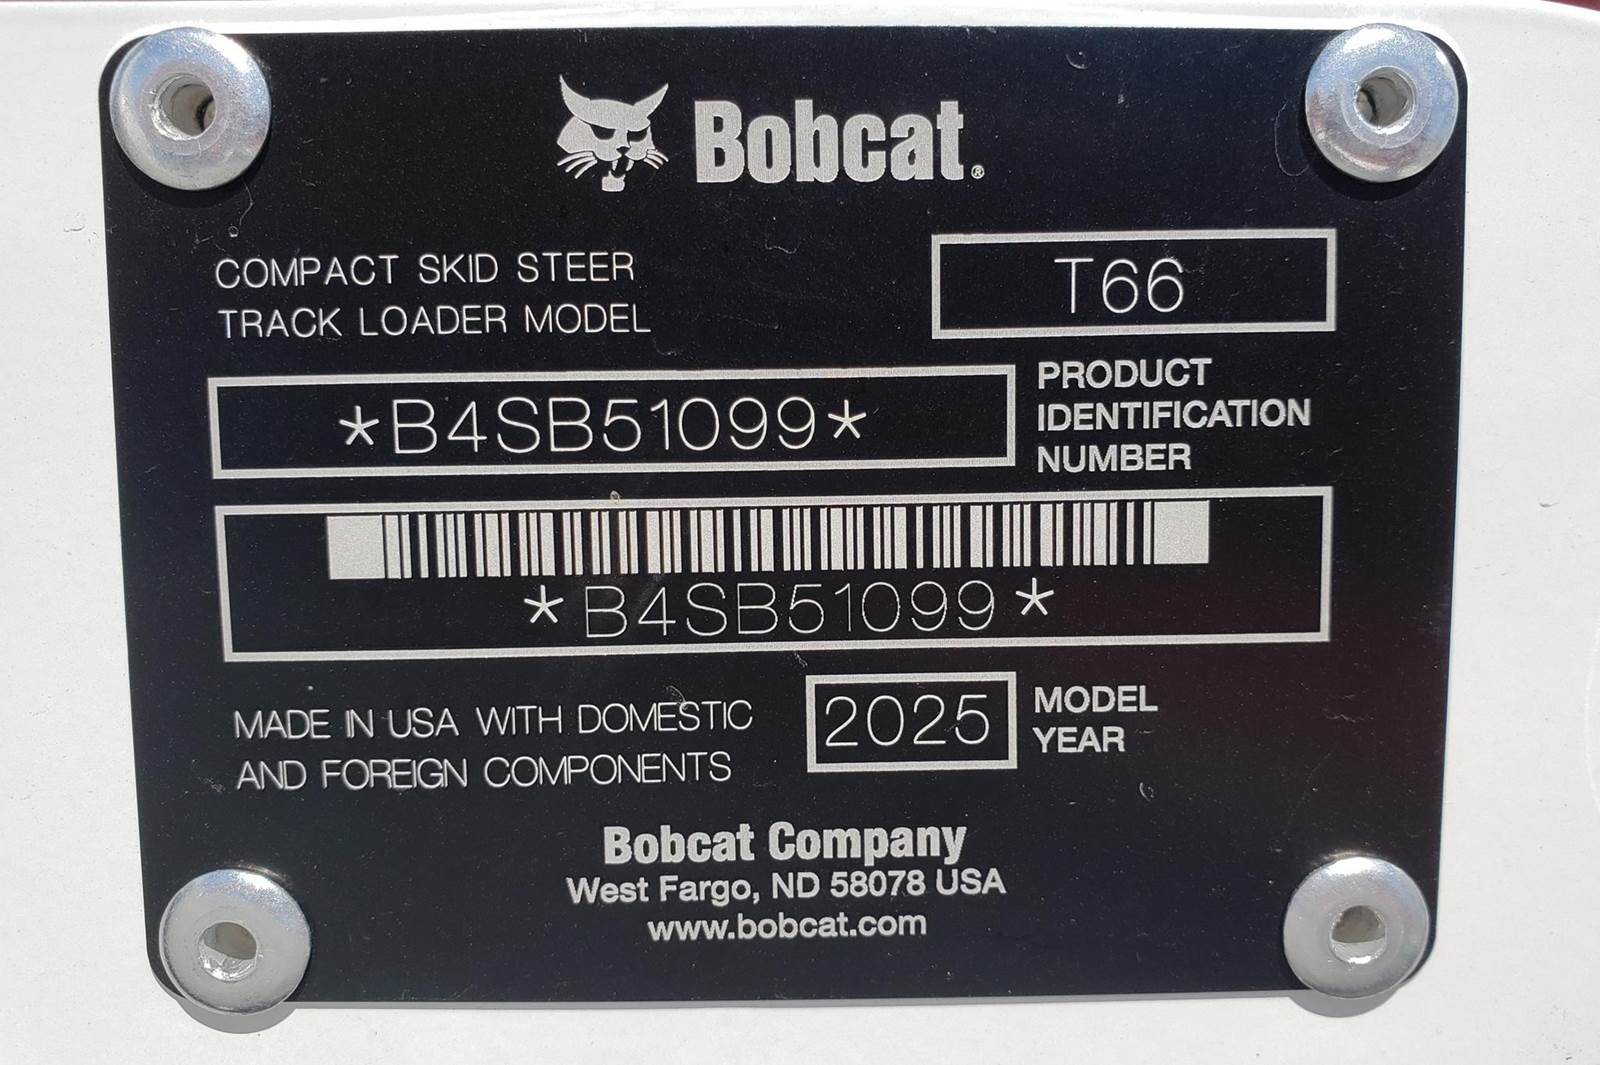 Bobcat®
COMPACT SKID STEER
TRACK LOADER MODEL
T66
*B4SB51099*
PRODUCT
IDENTIFICATION
NUMBER
*B4SB51099*
MADE IN USA WITH DOMESTIC
AND FOREIGN COMPONENTS
2025
MODEL
YEAR
Bobcat Company
West Fargo, ND 58078 USA
www.bobcat.com